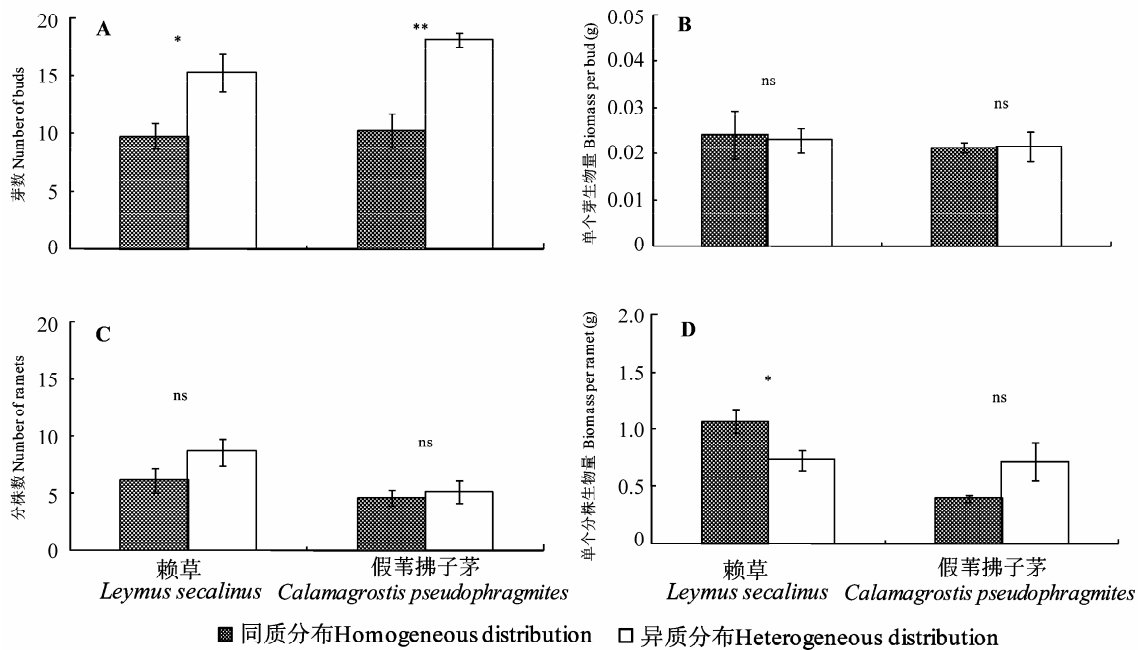 A
芽数 Number of buds
20
15
10
5
0
*
**
B
单个芽生物量 Biomass per bud (g)
0.05
0.04
0.03
0.02
0.01
0
ns
ns
C
分株数 Number of ramets
20
15
10
5
0
ns
ns
赖草
Leymus secalinus
假苇拂子茅
Calamagrostis pseudophragmites
D
单个分株生物量 Biomass per ramet (g)
2.0
1.5
1.0
0.5
0
*
ns
赖草
Leymus secalinus
假苇拂子茅
Calamagrostis pseudophragmites
同质分布Homogeneous distribution
异质分布Heterogeneous distribution